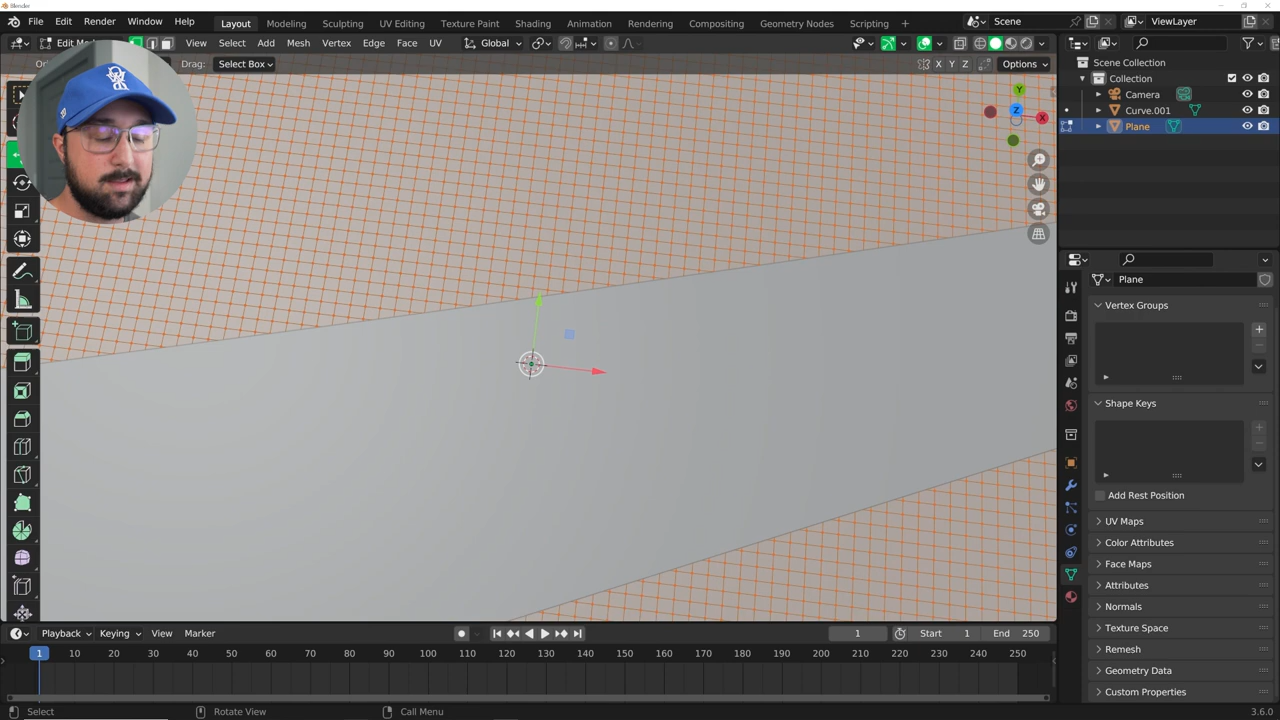 Blender
File Edit Render Window Help Layout Modeling Sculpting UV Editing Texture Paint Shading Animation Rendering Compositing Geometry Nodes Scripting + Scene ViewLayer
Edit View Select Add Mesh Vertex Edge Face UV Global
Drag: Select Box X Y Z Options
Y
Z
X
Scene Collection
Collection
Camera
Curve.001
Plane
Plane
Vertex Groups
Shape Keys
Add Rest Position
UV Maps
Color Attributes
Face Maps
Attributes
Normals
Texture Space
Remesh
Geometry Data
Custom Properties
Playback Keying View Marker 1 Start 1 End 250
1 10 20 30 40 50 60 70 80 90 100 110 120 130 140 150 160 170 180 190 200 210 220 230 240 250
Select Rotate View Call Menu 3.6.0